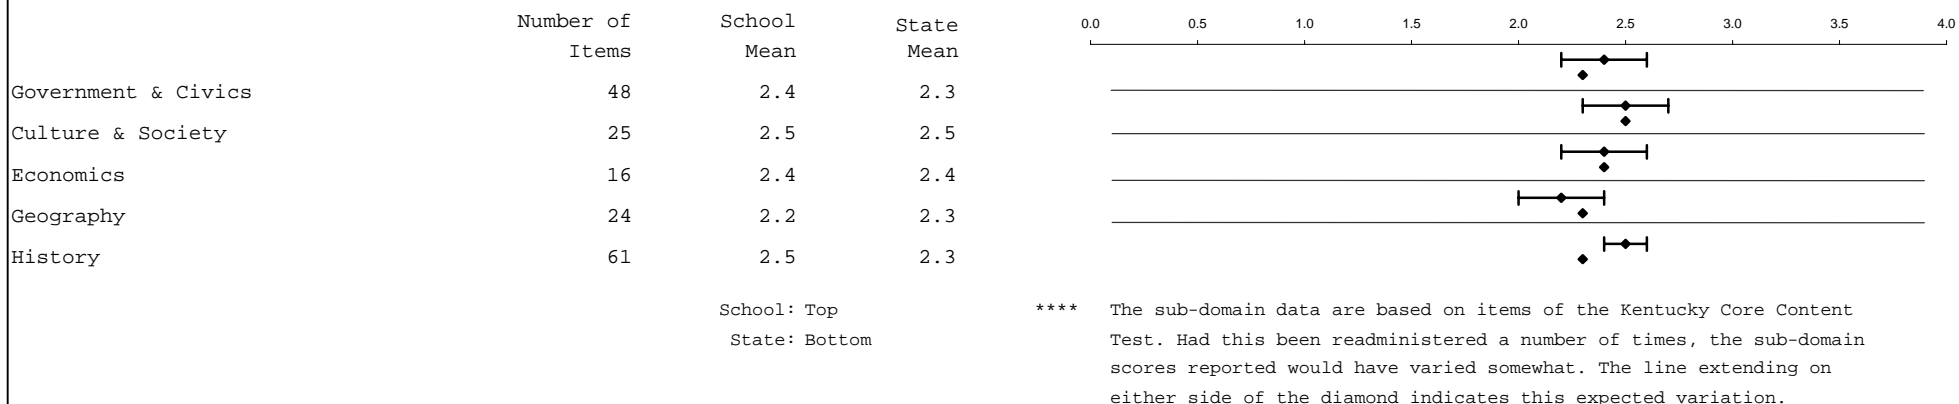 Number of School State 0.0 0.5 1.0 1.5 2.0 2.5 3.0 3.5 4.0
Items Mean Mean
Government & Civics 48 2.4 2.3
Culture & Society 25 2.5 2.5
Economics 16 2.4 2.4
Geography 24 2.2 2.3
History 61 2.5 2.3
School: Top **** The sub-domain data are based on items of the Kentucky Core Content
State: Bottom Test. Had this been readministered a number of times, the sub-domain
scores reported would have varied somewhat. The line extending on
either side of the diamond indicates this expected variation.